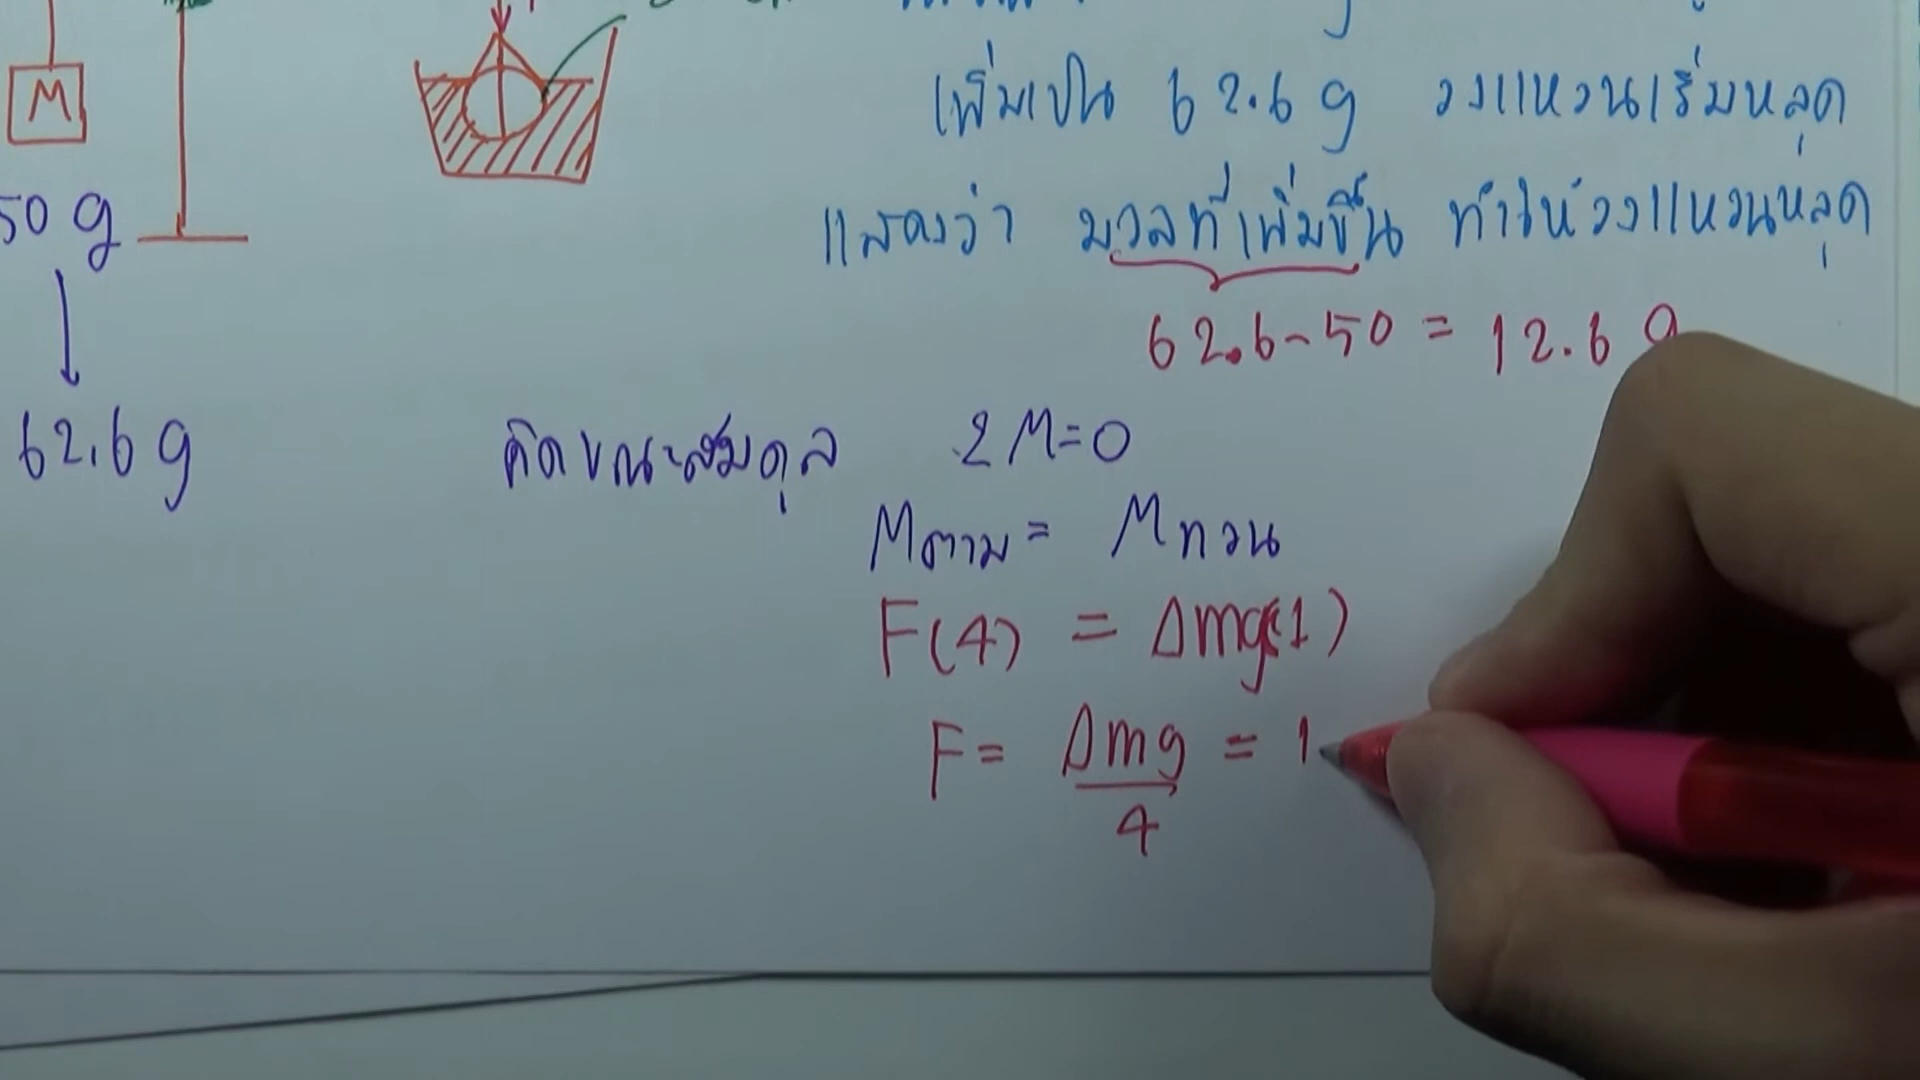 M
50 g
62.6 g
เพิ่มเป็น 62.6 g วงแหวนเริ่มหลุด
แสดงว่า มวลที่เพิ่มขึ้น ทำให้วงแหวนหลุด
62.6-50 = 12.6 g
คิดขณะสมดุล ΣM=0
Mตาม = Mทวน
F(4) = Δmg(1)
F = Δmg/4 = 1